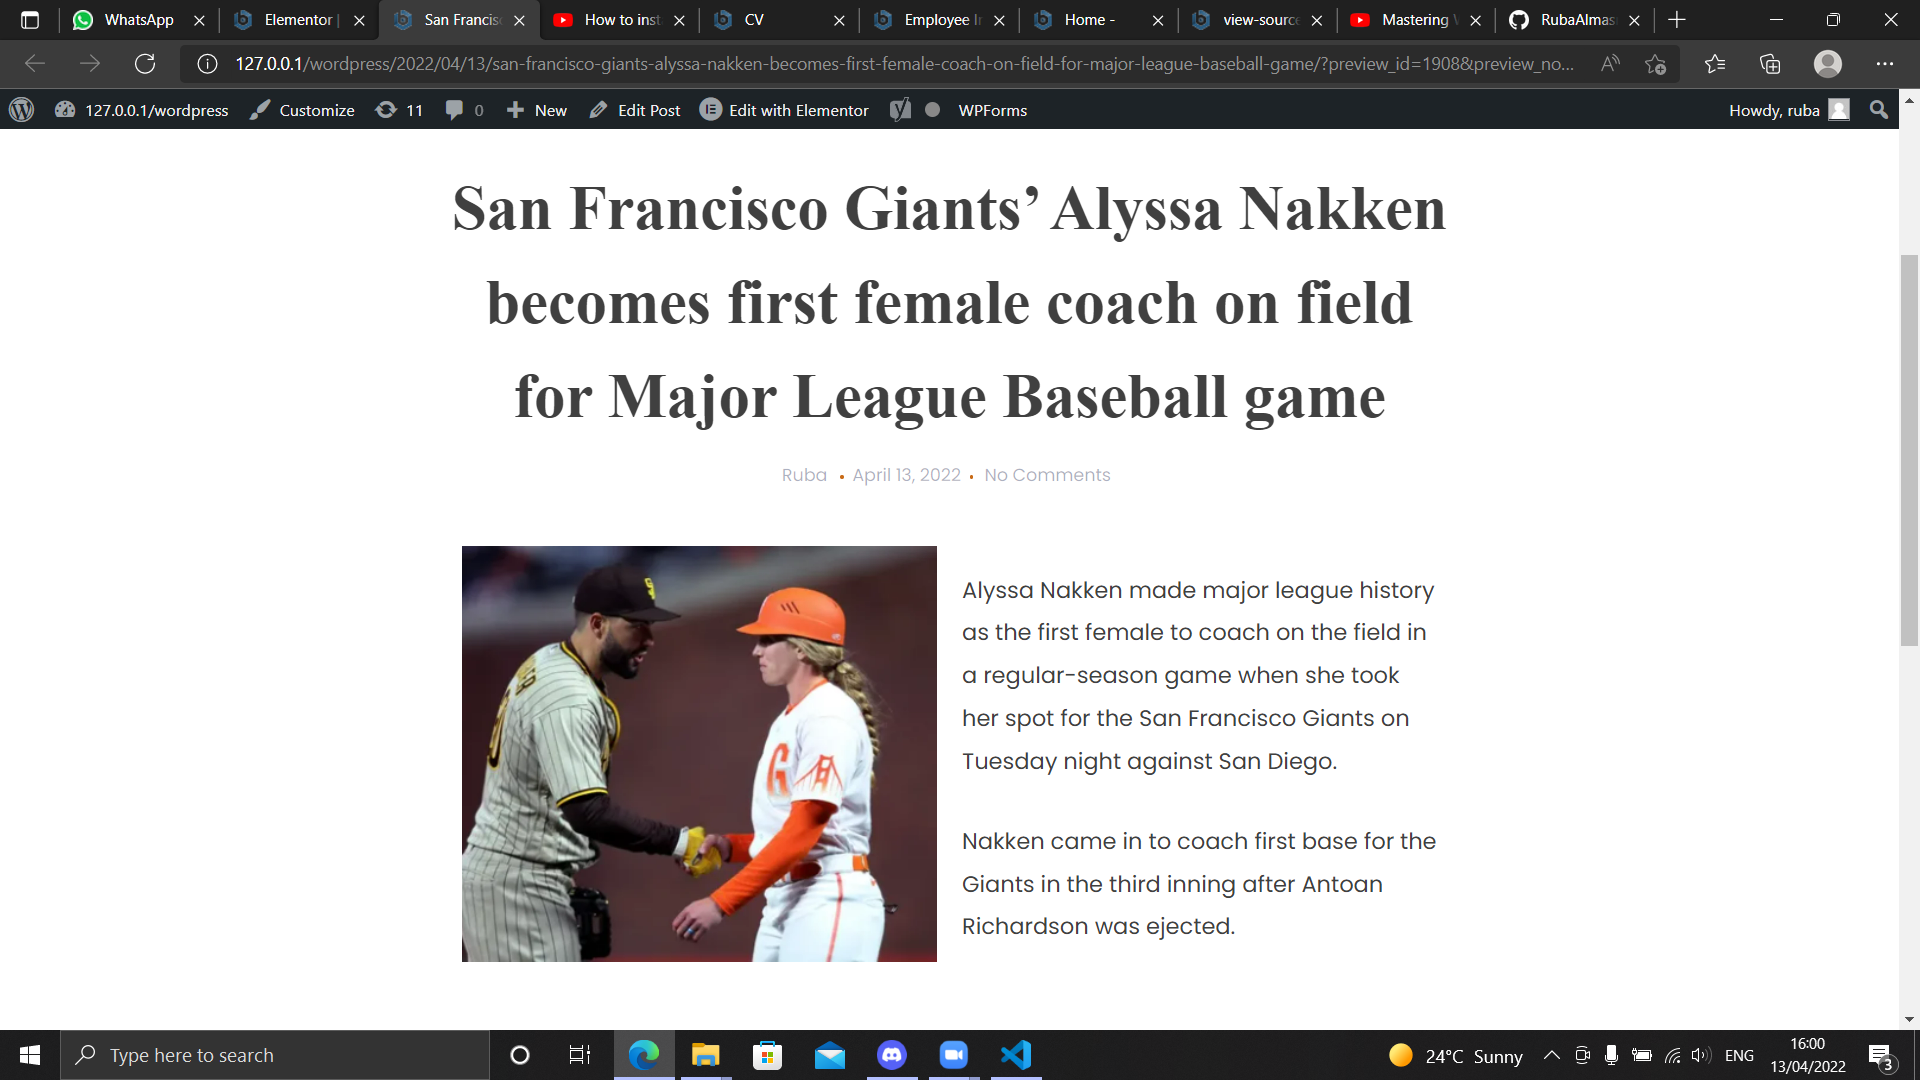 WhatsApp
Elementor |
San Francisc
How to inst
CV
Employee I
Home -
view-source
Mastering
RubaAlmas
127.0.0.1/wordpress/2022/04/13/san-francisco-giants-alyssa-nakken-becomes-first-female-coach-on-field-for-major-league-baseball-game/?preview_id=1908&preview_no...
127.0.0.1/wordpress
Customize
11
0
New
Edit Post
Edit with Elementor
WPForms
Howdy, ruba
San Francisco Giants’ Alyssa Nakken
becomes first female coach on field
for Major League Baseball game
Ruba
April 13, 2022
No Comments
Alyssa Nakken made major league history
as the first female to coach on the field in
a regular-season game when she took
her spot for the San Francisco Giants on
Tuesday night against San Diego.
Nakken came in to coach first base for the
Giants in the third inning after Antoan
Richardson was ejected.
G
Type here to search
24°C Sunny
ENG
16:00
13/04/2022
3